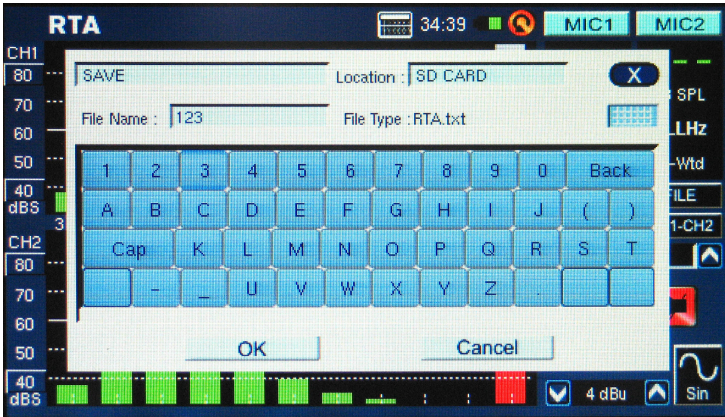 RTA 34:39 MIC1 MIC2
CH1
80
70
60
50
40
dBS
3
CH2
80
70
60
50
40
dBS
SAVE Location : SD CARD X
File Name : 123 File Type :RTA.txt
1 2 3 4 5 6 7 8 9 0 Back
A B C D E F G H I J ( )
Cap K L M N O P Q R S T
- _ U V W X Y Z .
OK Cancel
SPL
LHz
-Wtd
ILE
1-CH2
4 dBu
Sin